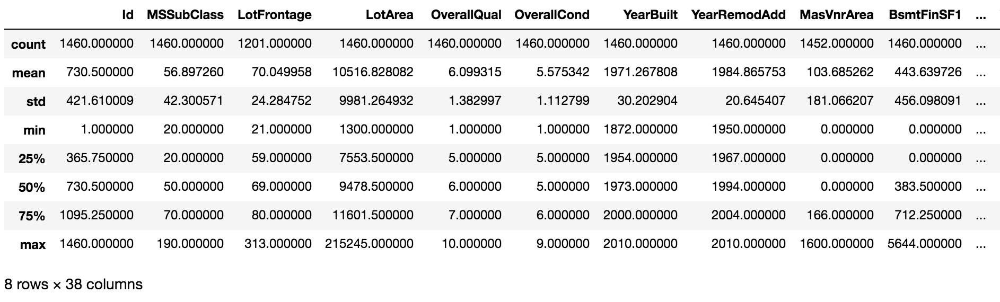 Id MSSubClass LotFrontage LotArea OverallQual OverallCond YearBuilt YearRemodAdd MasVnrArea BsmtFinSF1 ...
count 1460.000000 1460.000000 1201.000000 1460.000000 1460.000000 1460.000000 1460.000000 1460.000000 1452.000000 1460.000000 ...
mean 730.500000 56.897260 70.049958 10516.828082 6.099315 5.575342 1971.267808 1984.865753 103.685262 443.639726 ...
std 421.610009 42.300571 24.284752 9981.264932 1.382997 1.112799 30.202904 20.645407 181.066207 456.098091 ...
min 1.000000 20.000000 21.000000 1300.000000 1.000000 1.000000 1872.000000 1950.000000 0.000000 0.000000 ...
25% 365.750000 20.000000 59.000000 7553.500000 5.000000 5.000000 1954.000000 1967.000000 0.000000 0.000000 ...
50% 730.500000 50.000000 69.000000 9478.500000 6.000000 5.000000 1973.000000 1994.000000 0.000000 383.500000 ...
75% 1095.250000 70.000000 80.000000 11601.500000 7.000000 6.000000 2000.000000 2004.000000 166.000000 712.250000 ...
max 1460.000000 190.000000 313.000000 215245.000000 10.000000 9.000000 2010.000000 2010.000000 1600.000000 5644.000000 ...
8 rows × 38 columns